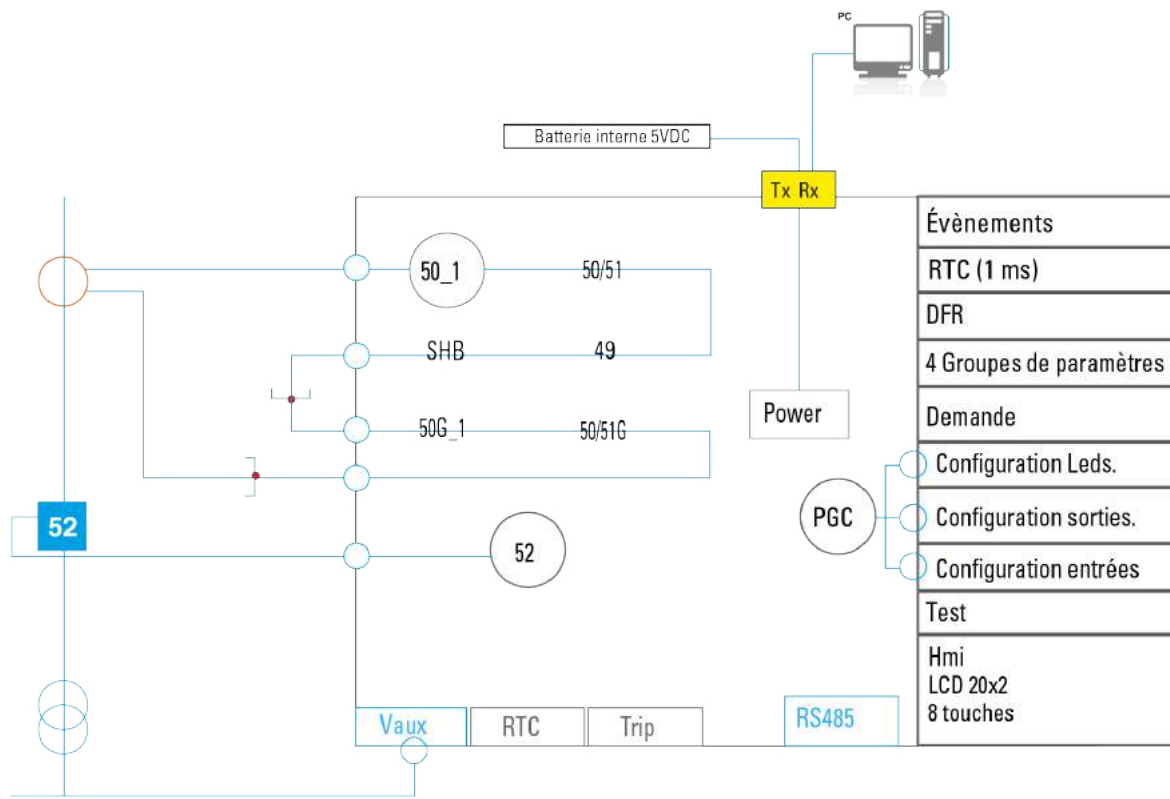 PC
Batterie interne 5VDC
Tx Rx
Évènements
50_1
50/51
RTC (1 ms)
DFR
SHB
49
4 Groupes de paramètres
Power
Demande
50G_1
50/51G
Configuration Leds.
PGC
Configuration sorties.
52
52
Configuration entrées
Test
Hmi
LCD 20x2
8 touches
Vaux
RTC
Trip
RS485